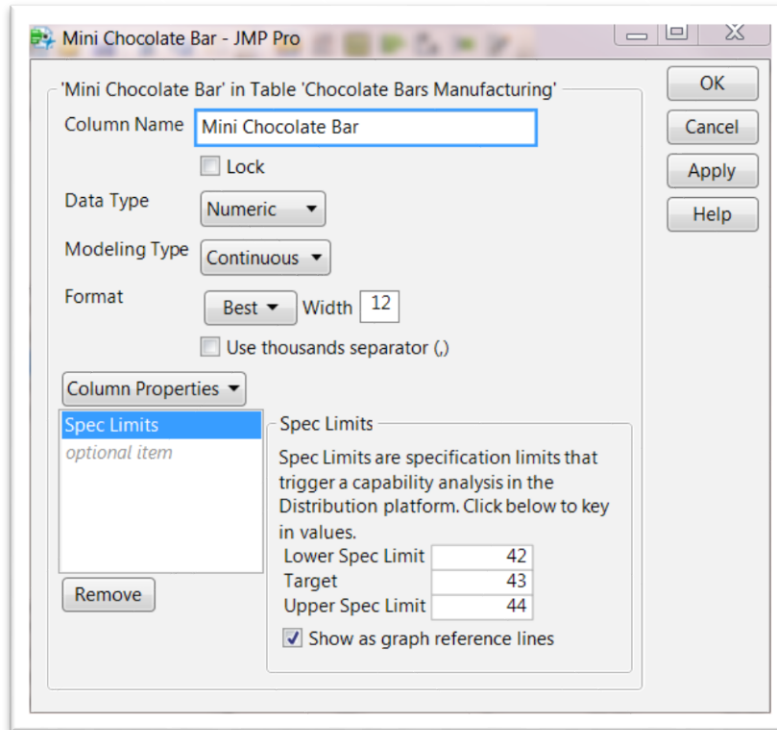 Mini Chocolate Bar - JMP Pro
'Mini Chocolate Bar' in Table 'Chocolate Bars Manufacturing'
OK
Column Name Mini Chocolate Bar
Cancel
Lock
Apply
Data Type Numeric
Help
Modeling Type Continuous
Format Best Width 12
Use thousands separator (,)
Column Properties
Spec Limits
optional item
Remove
Spec Limits
Spec Limits are specification limits that
trigger a capability analysis in the
Distribution platform. Click below to key
in values.
Lower Spec Limit 42
Target 43
Upper Spec Limit 44
Show as graph reference lines